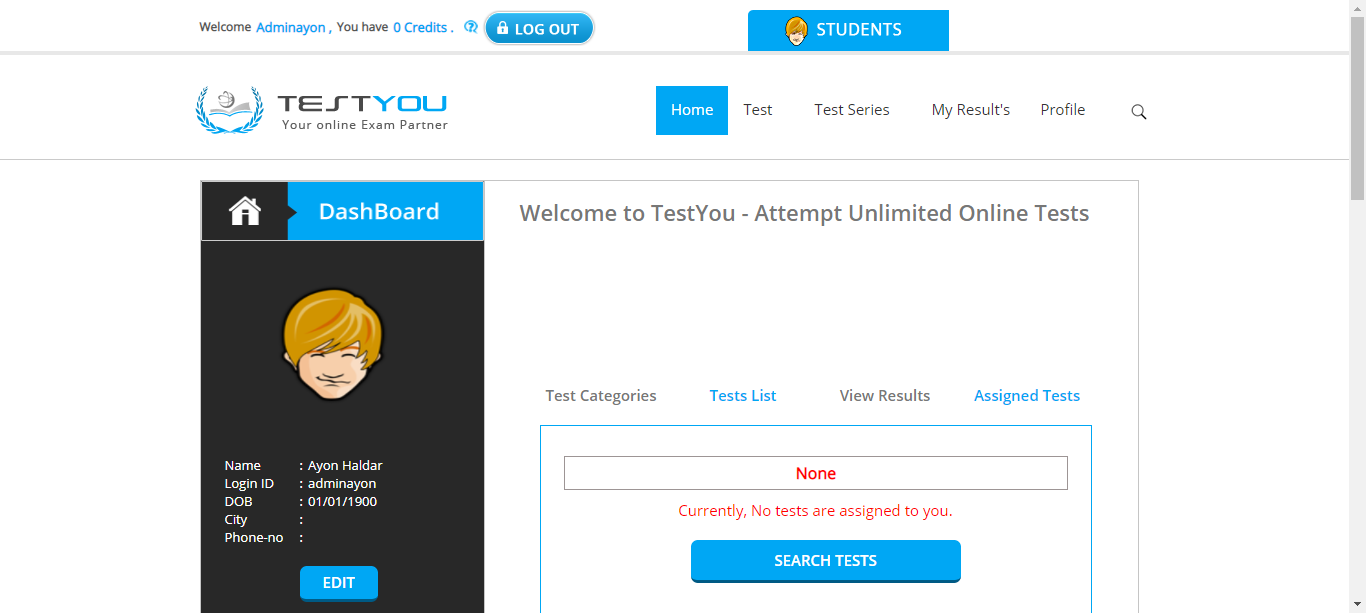 Welcome Adminayon , You have 0 Credits . LOG OUT STUDENTS
TESTYOU
Your online Exam Partner
Home Test Test Series My Result's Profile
DashBoard
Welcome to TestYou - Attempt Unlimited Online Tests
Test Categories Tests List View Results Assigned Tests
None
Currently, No tests are assigned to you.
SEARCH TESTS
Name : Ayon Haldar
Login ID : adminayon
DOB : 01/01/1900
City :
Phone-no :
EDIT